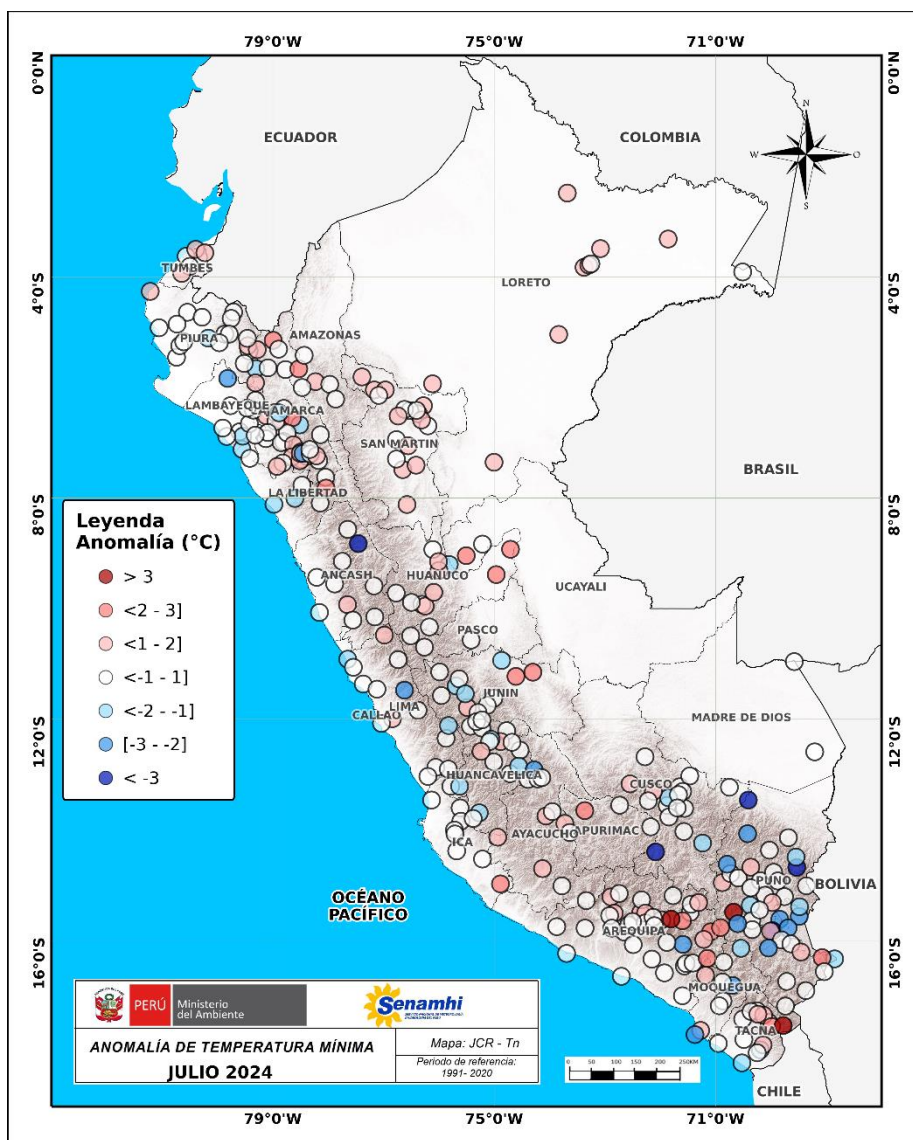 79°0'W 75°0'W 71°0'W
0°0'N
0°0'N
ECUADOR
COLOMBIA
N
W O
S
TUMBES
4°0'S
4°0'S
LORETO
PIURA
AMAZONAS
LAMBAYEQUE
CAJAMARCA
SAN MARTIN
BRASIL
LA LIBERTAD
8°0'S
8°0'S
Leyenda
Anomalía (°C)
> 3
<2 - 3]
<1 - 2]
<-1 - 1]
<-2 - -1]
[-3 - -2]
< -3
ANCASH
HUANUCO
UCAYALI
PASCO
JUNIN
LIMA
CALLAO
MADRE DE DIOS
12°0'S
12°0'S
HUANCAVELICA
CUSCO
AYACUCHO
APURIMAC
ICA
PUNO
BOLIVIA
OCÉANO
PACÍFICO
AREQUIPA
16°0'S
16°0'S
MOQUEGUA
TACNA
CHILE
PERÚ
Ministerio
del Ambiente
Senamhi
ANOMALÍA DE TEMPERATURA MÍNIMA
JULIO 2024
Mapa: JCR - Tn
Periodo de referencia:
1991- 2020
0 50 100 150 200 250KM
79°0'W 75°0'W 71°0'W